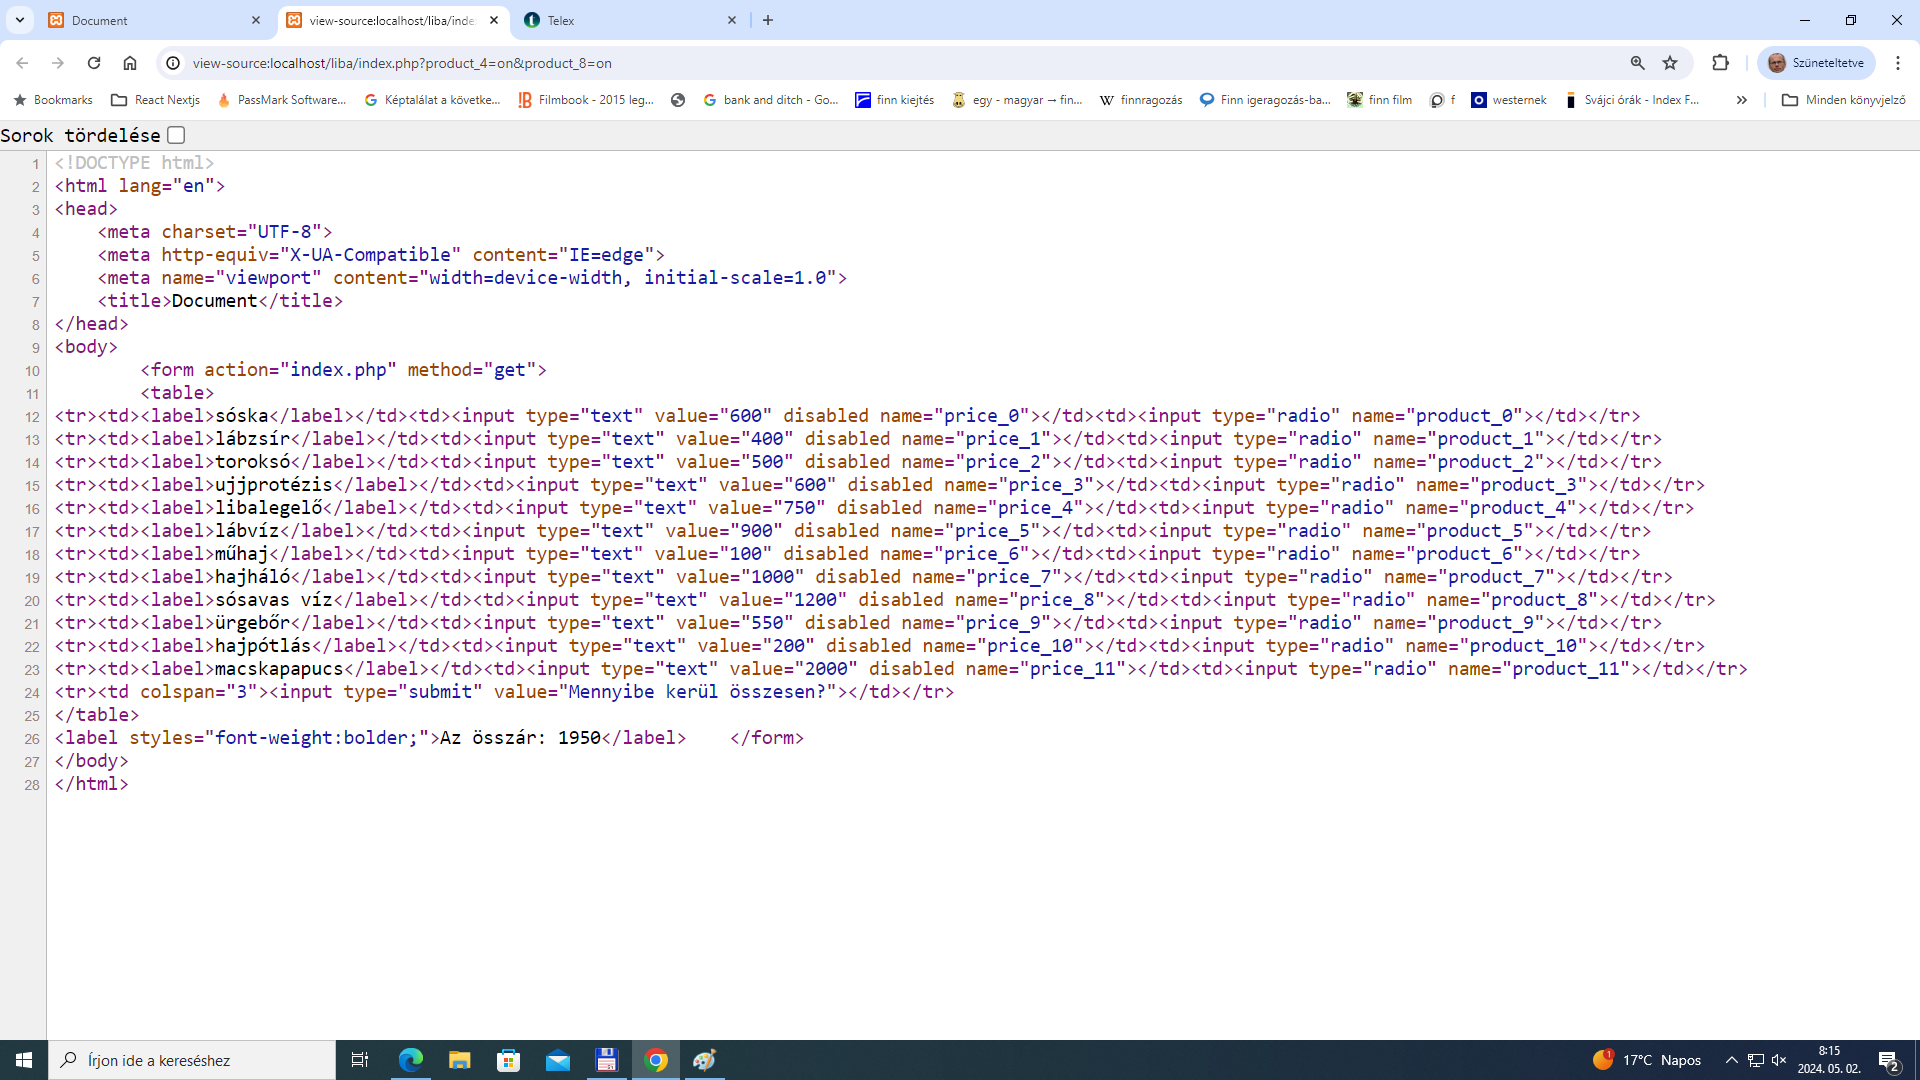 Document
view-source:localhost/liba/inde
Telex
view-source:localhost/liba/index.php?product_4=on&product_8=on
Szüneteltetve
Bookmarks
React Nextjs
PassMark Software...
Képtalálat a követke...
Filmbook - 2015 leg...
bank and ditch - Go...
finn kiejtés
egy - magyar → fin...
finnragozás
Finn igeragozás-ba...
finn film
f
westernek
Svájci órák - Index F...
Minden könyvjelző
Sorok tördelése
1 <!DOCTYPE html>
2 <html lang="en">
3 <head>
4 <meta charset="UTF-8">
5 <meta http-equiv="X-UA-Compatible" content="IE=edge">
6 <meta name="viewport" content="width=device-width, initial-scale=1.0">
7 <title>Document</title>
8 </head>
9 <body>
10 <form action="index.php" method="get">
11 <table>
12 <tr><td><label>sóska</label></td><td><input type="text" value="600" disabled name="price_0"></td><td><input type="radio" name="product_0"></td></tr>
13 <tr><td><label>lábzsír</label></td><td><input type="text" value="400" disabled name="price_1"></td><td><input type="radio" name="product_1"></td></tr>
14 <tr><td><label>toroksó</label></td><td><input type="text" value="500" disabled name="price_2"></td><td><input type="radio" name="product_2"></td></tr>
15 <tr><td><label>ujjprotézis</label></td><td><input type="text" value="600" disabled name="price_3"></td><td><input type="radio" name="product_3"></td></tr>
16 <tr><td><label>libalegelő</label></td><td><input type="text" value="750" disabled name="price_4"></td><td><input type="radio" name="product_4"></td></tr>
17 <tr><td><label>lábvíz</label></td><td><input type="text" value="900" disabled name="price_5"></td><td><input type="radio" name="product_5"></td></tr>
18 <tr><td><label>műhaj</label></td><td><input type="text" value="100" disabled name="price_6"></td><td><input type="radio" name="product_6"></td></tr>
19 <tr><td><label>hajháló</label></td><td><input type="text" value="1000" disabled name="price_7"></td><td><input type="radio" name="product_7"></td></tr>
20 <tr><td><label>sósavas víz</label></td><td><input type="text" value="1200" disabled name="price_8"></td><td><input type="radio" name="product_8"></td></tr>
21 <tr><td><label>ürgebőr</label></td><td><input type="text" value="550" disabled name="price_9"></td><td><input type="radio" name="product_9"></td></tr>
22 <tr><td><label>hajpótlás</label></td><td><input type="text" value="200" disabled name="price_10"></td><td><input type="radio" name="product_10"></td></tr>
23 <tr><td><label>macskapapucs</label></td><td><input type="text" value="2000" disabled name="price_11"></td><td><input type="radio" name="product_11"></td></tr>
24 <tr><td colspan="3"><input type="submit" value="Mennyibe kerül összesen?"></td></tr>
25 </table>
26 <label styles="font-weight:bolder;">Az összár: 1950</label> </form>
27 </body>
28 </html>
Írjon ide a kereséshez
1
17°C Napos
8:15
2024. 05. 02.
2